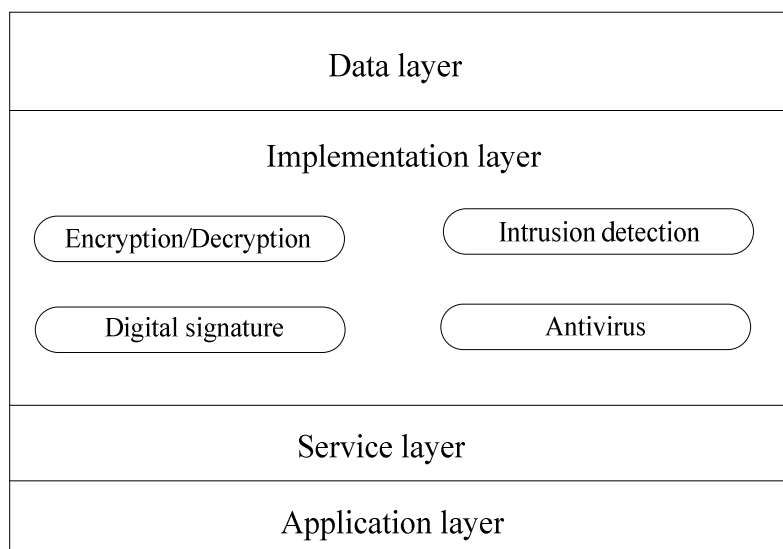 Data layer
Implementation layer
Encryption/Decryption
Intrusion detection
Digital signature
Antivirus
Service layer
Application layer